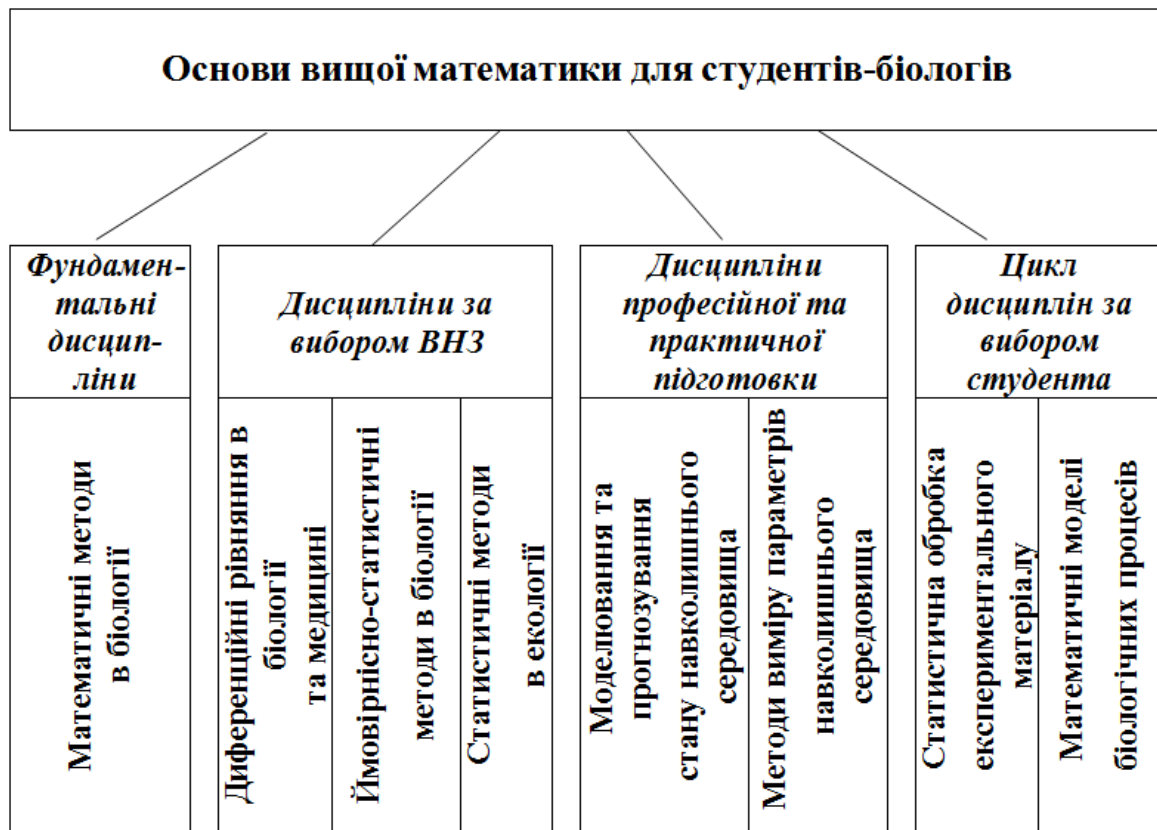 Основи вищої математики для студентів-біологів
Фундамен-
тальні
дисцип-
ліни
Дисципліни за
вибором ВНЗ
Дисципліни
професійної та
практичної
підготовки
Цикл
дисциплін за
вибором
студента
Математичні методи
в біології
Диференційні рівняння в
біології
та медицині
Ймовірнісно-статистичні
методи в біології
Статистичні методи
в екології
Моделювання та
прогнозування
стану навколишнього
середовища
Методи виміру параметрів
навколишнього
середовища
Статистична обробка
експериментального
матеріалу
Математичні моделі
біологічних процесів